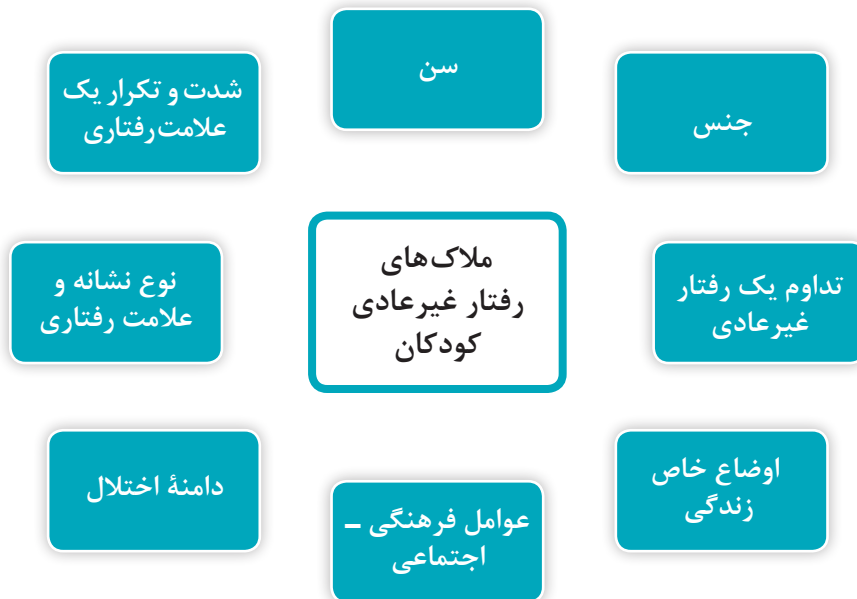 سن
جنس
تداوم یک رفتار
غیرعادی
اوضاع خاص
زندگی
عوامل فرهنگی ـ
اجتماعی
دامنهٔ اختلال
نوع نشانه و
علامت رفتاری
شدت و تکرار یک
علامت‌رفتاری
ملاک‌های
رفتار غیرعادی
کودکان